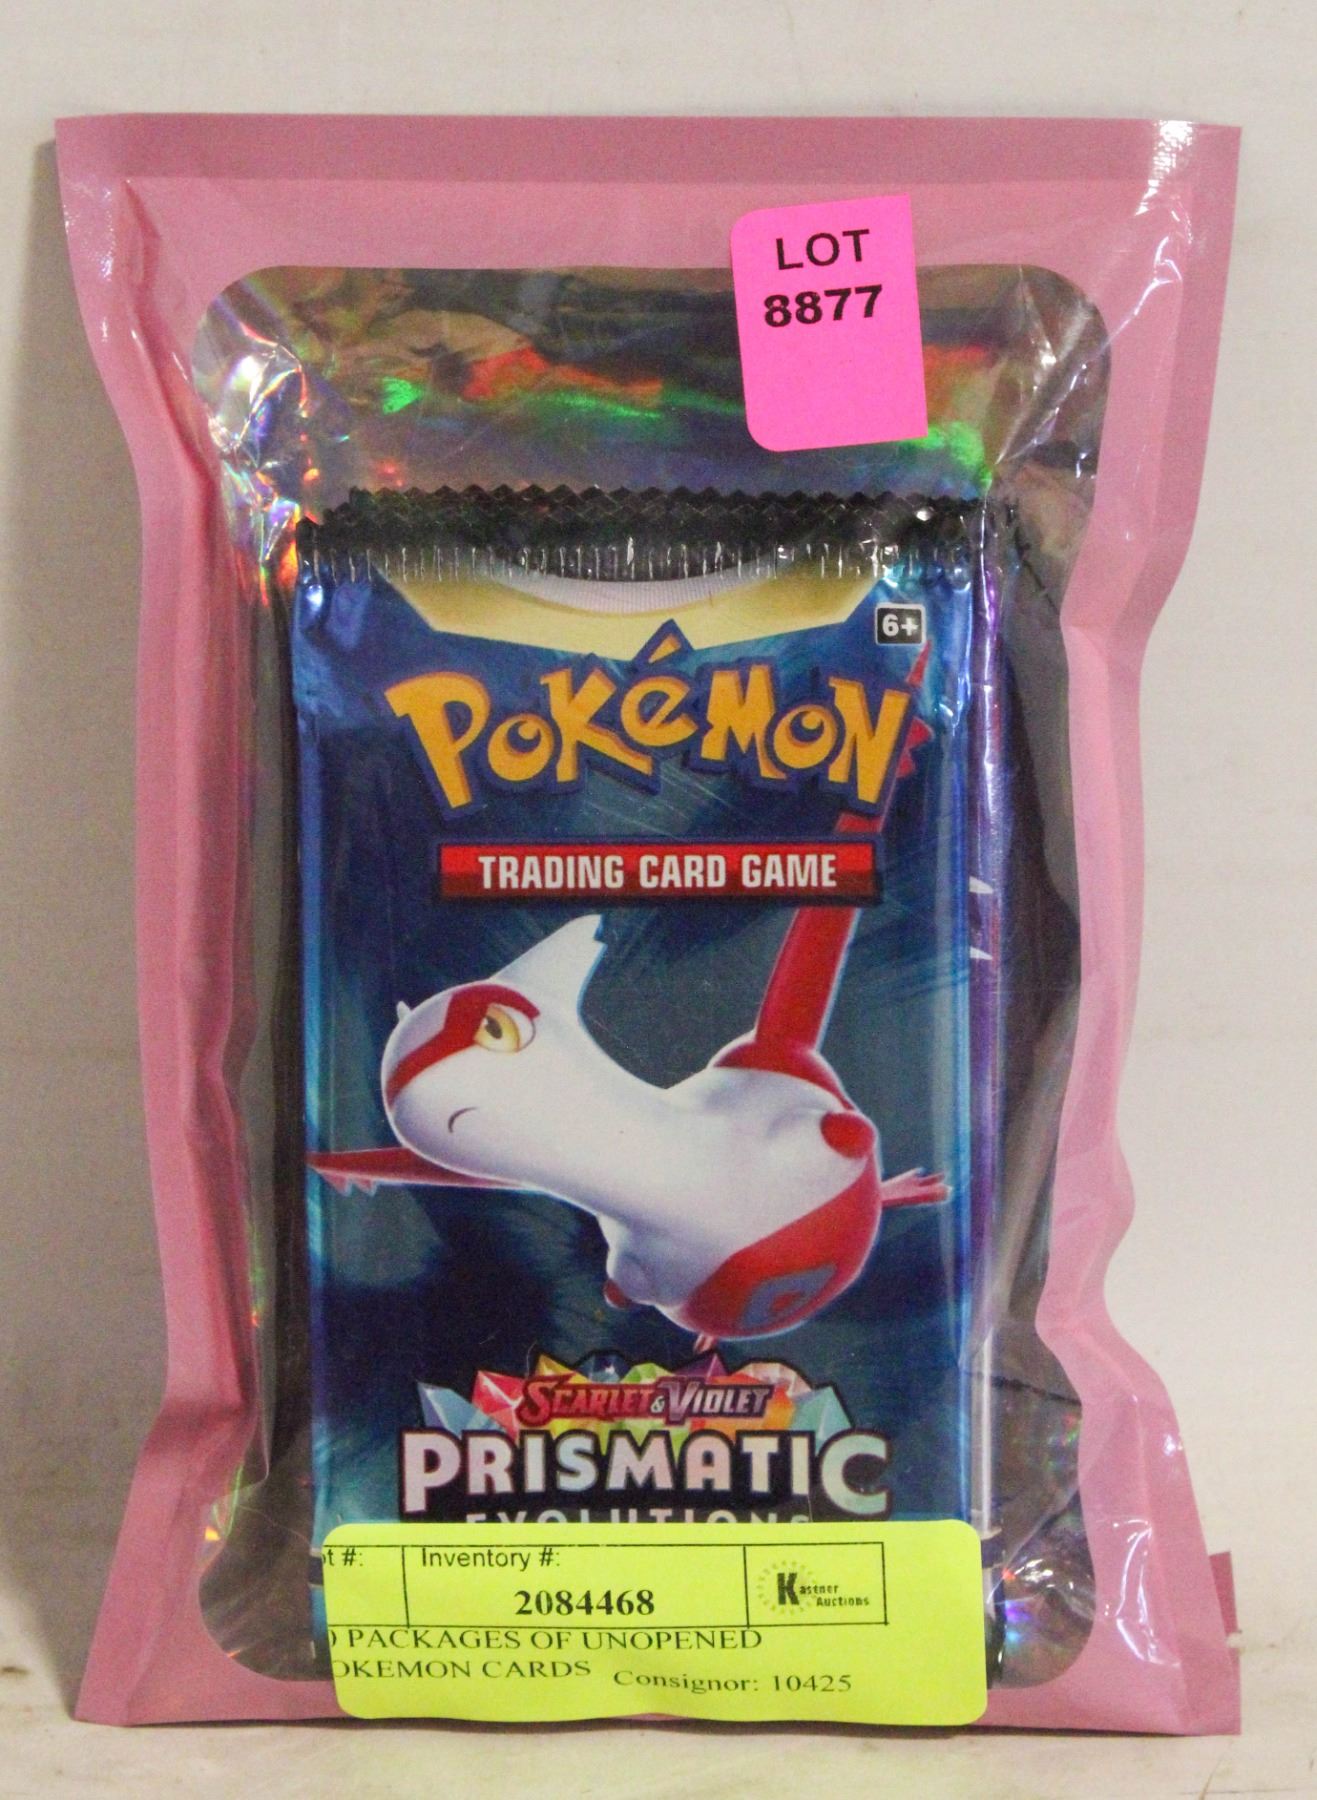 LOT
8877
6+
POKéMON
TRADING CARD GAME
SCARLET & VIOLET
PRISMATIC
EVOLUTIONS
#:
Inventory #:
2084468
Kastner
Auctions
PACKAGES OF UNOPENED
OKEMON CARDS
Consignor: 10425